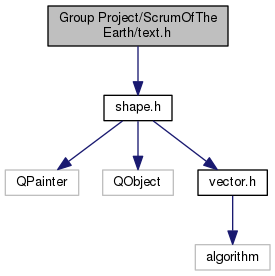 Group Project/ScrumOfThe
Earth/text.h
shape.h
QPainter
QObject
vector.h
algorithm